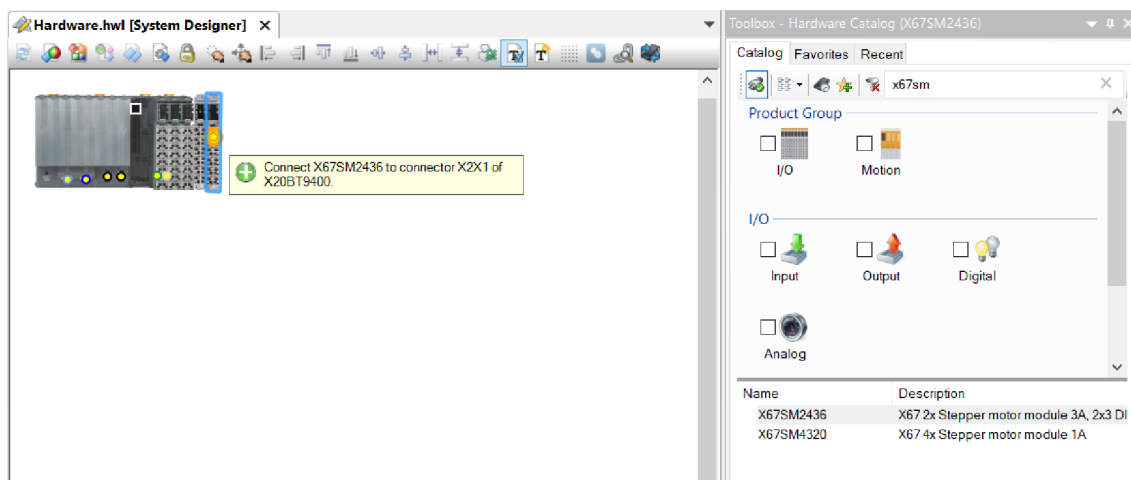 Hardware.hwl [System Designer] X
Toolbox - Hardware Catalog (X67SM2436)
Catalog Favorites Recent
x67sm
Product Group
I/O Motion
I/O
Input Output Digital
Analog
Connect X67SM2436 to connector X2X1 of
X20BT9400.
Name Description
X67SM2436 X67 2x Stepper motor module 3A, 2x3 DI
X67SM4320 X67 4x Stepper motor module 1A